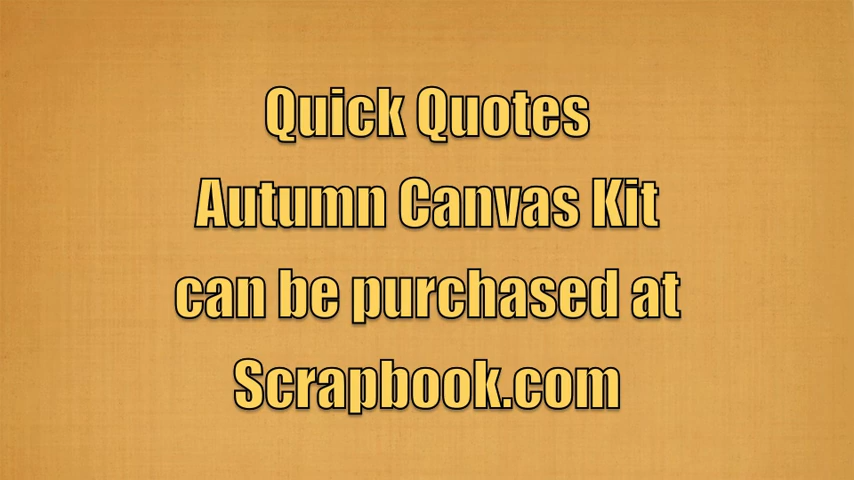 Quick Quotes
Autumn Canvas Kit
can be purchased at
Scrapbook.com